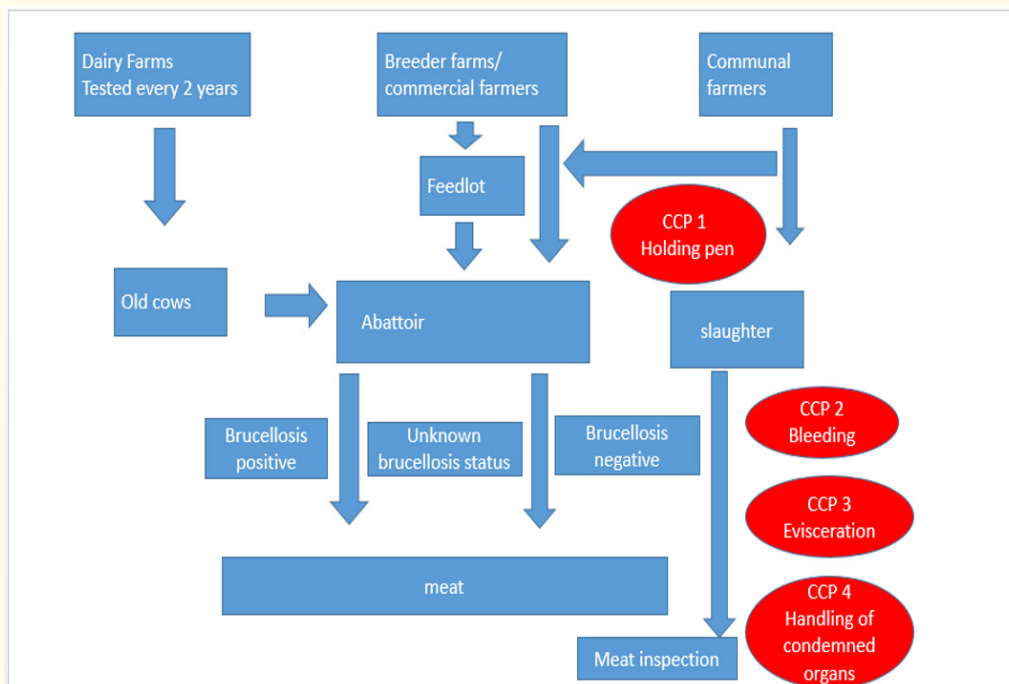 Dairy Farms
Tested every 2 years
Breeder farms/
commercial farmers
Communal
farmers
Feedlot
CCP 1
Holding pen
Old cows
Abattoir
slaughter
Brucellosis
positive
Unknown
brucellosis status
Brucellosis
negative
CCP 2
Bleeding
CCP 3
Evisceration
meat
CCP 4
Handling of
condemned
organs
Meat inspection